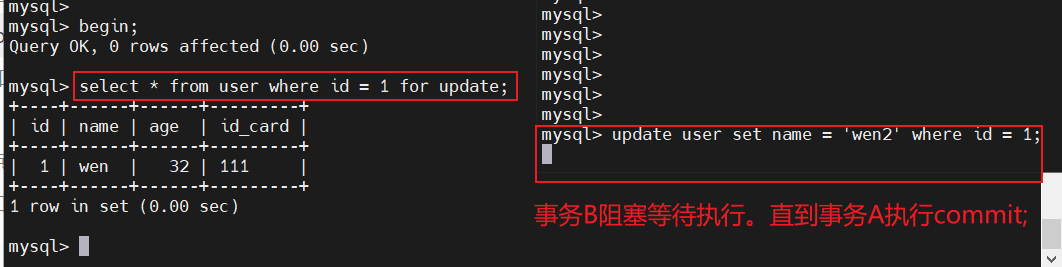 mysql>
mysql> begin;
Query OK, 0 rows affected (0.00 sec)
mysql> select * from user where id = 1 for update;
+----+------+------+---------+
| id | name | age  | id_card |
+----+------+------+---------+
|  1 | wen  |   32 | 111     |
+----+------+------+---------+
1 row in set (0.00 sec)
mysql>
mysql>
mysql>
mysql>
mysql>
mysql>
mysql>
mysql> update user set name = 'wen2' where id = 1;
事务B阻塞等待执行。直到事务A执行commit;